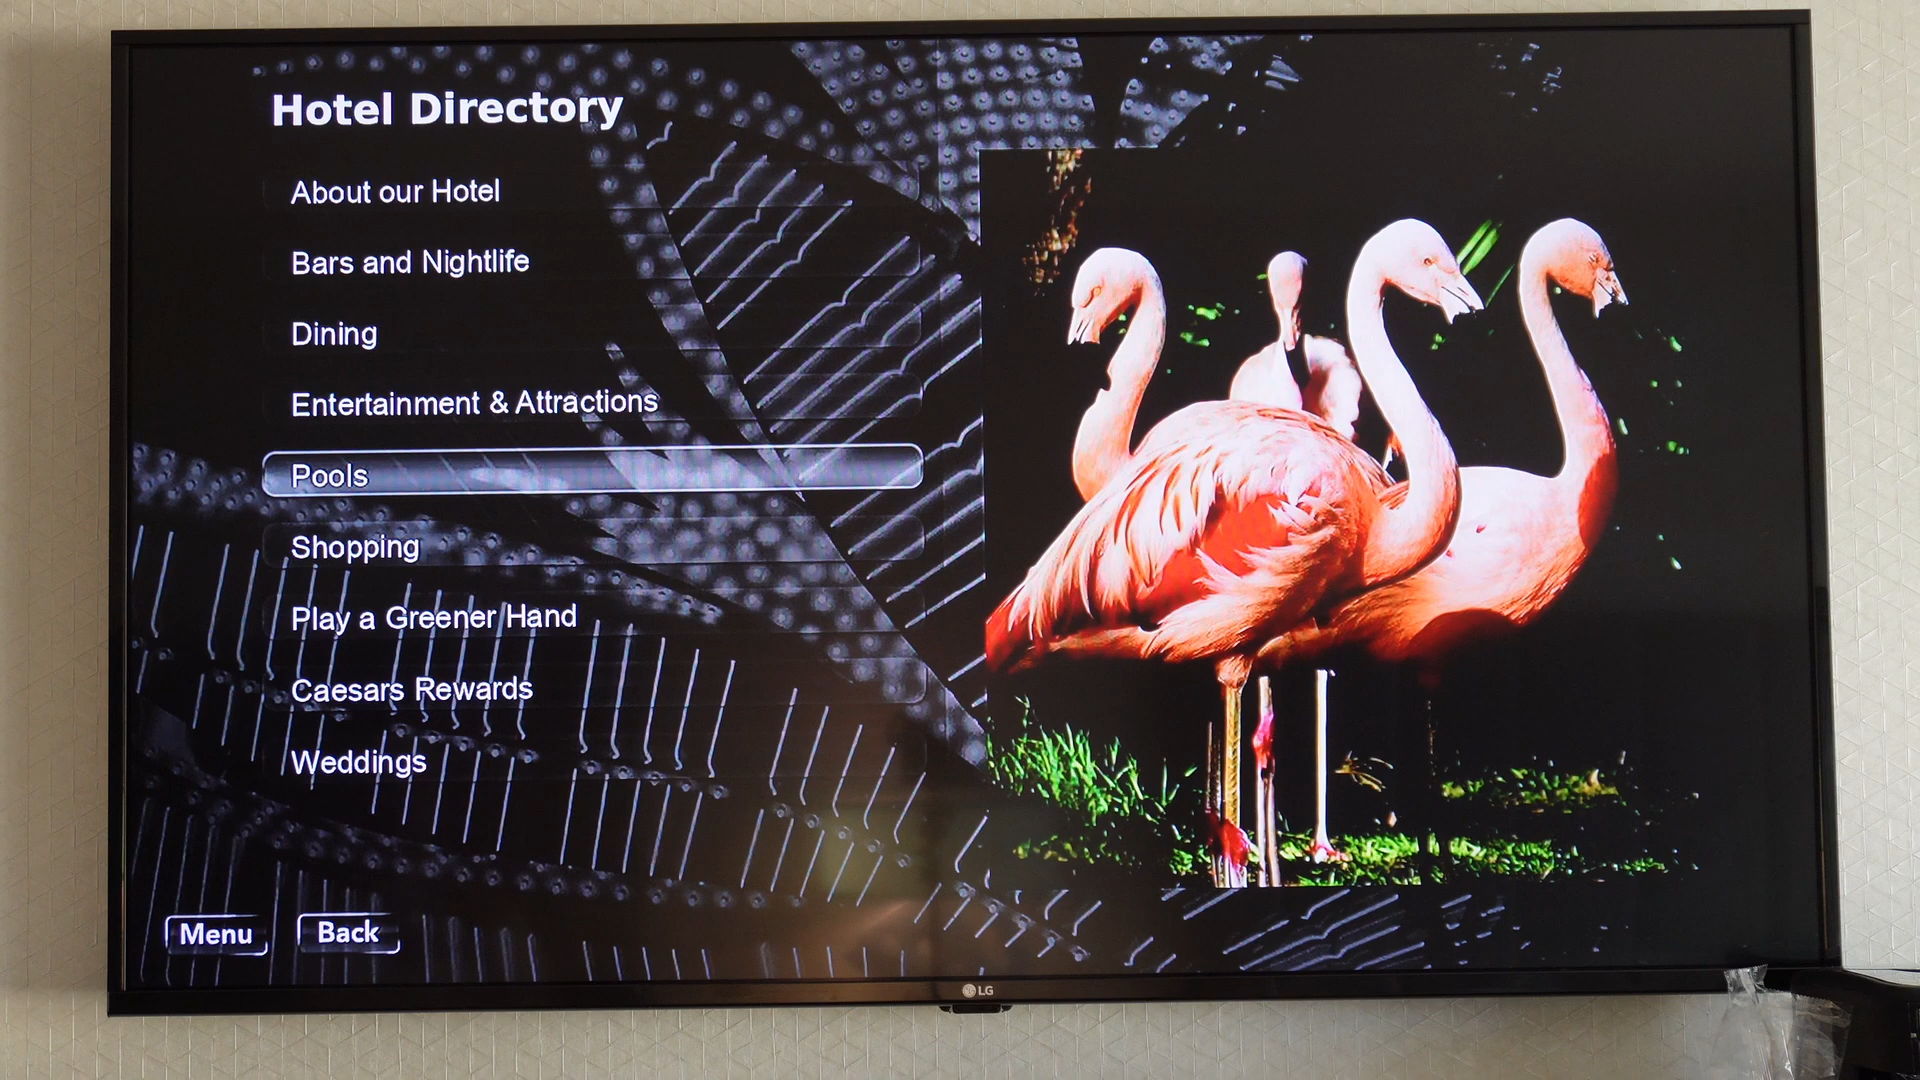 Hotel Directory
About our Hotel
Bars and Nightlife
Dining
Entertainment & Attractions
Pools
Shopping
Play a Greener Hand
Caesars Rewards
Weddings
Menu
Back
LG